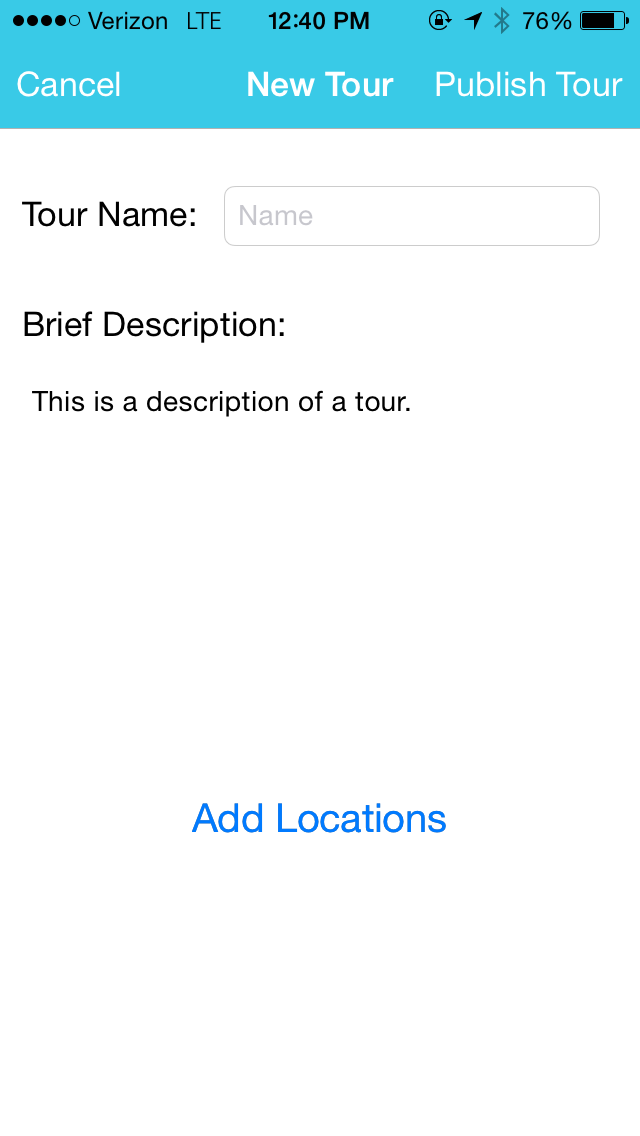 Verizon LTE 12:40 PM 76%
Cancel New Tour Publish Tour
Tour Name: Name
Brief Description:
This is a description of a tour.
Add Locations